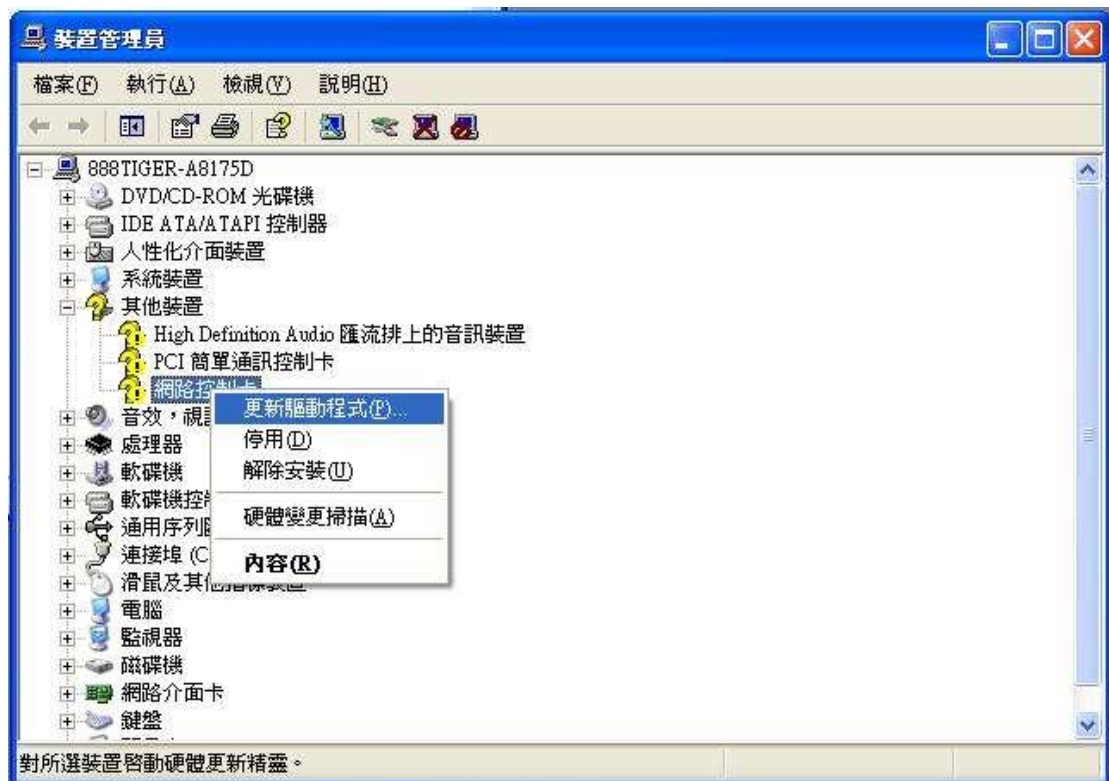 裝置管理員
檔案(F) 執行(A) 檢視(V) 說明(H)
888TIGER-A8175D
DVD/CD-ROM 光碟機
IDE ATA/ATAPI 控制器
人性化介面裝置
系統裝置
其他裝置
High Definition Audio 匯流排上的音訊裝置
PCI 簡單通訊控制卡
網路控制卡
更新驅動程式(P)...
音效，視
停用(D)
處理器
解除安裝(U)
軟碟機
軟碟機控
硬體變更掃描(A)
通用序列
連接埠 (C
內容(R)
滑鼠及其他指標裝置
電腦
監視器
磁碟機
網路介面卡
鍵盤
對所選裝置啟動硬體更新精靈。